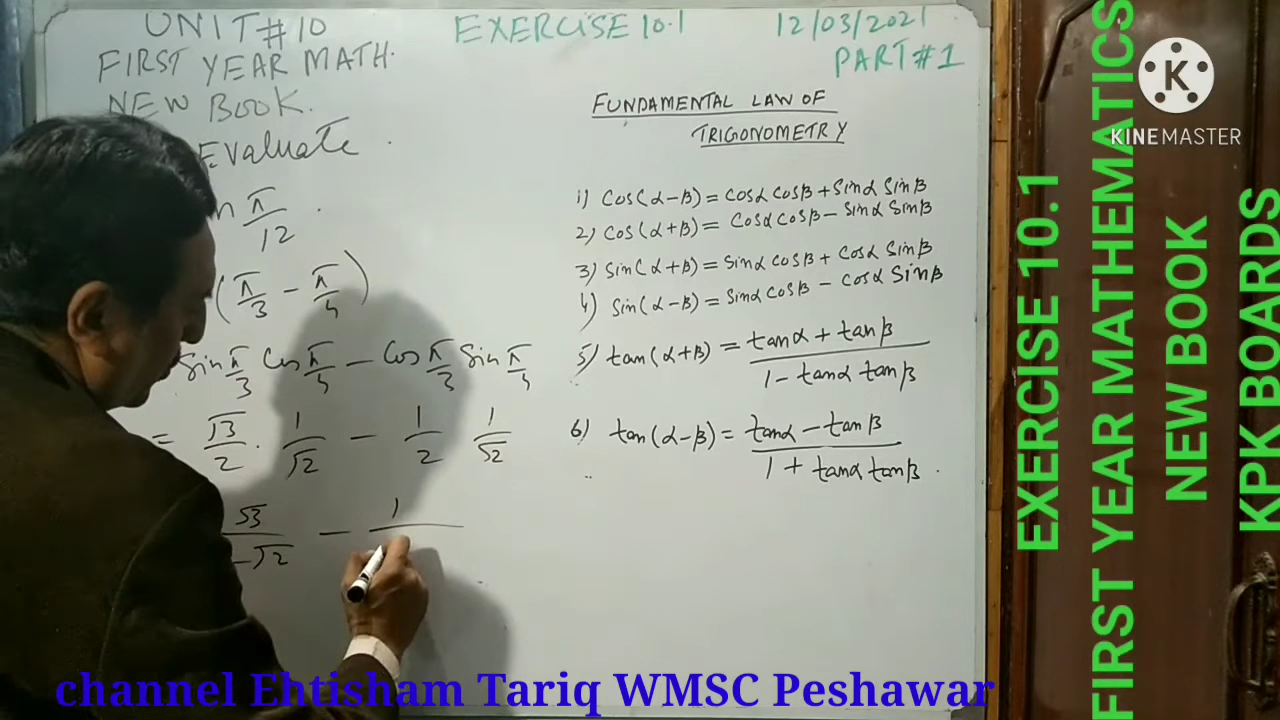 UNIT#10
FIRST YEAR MATH.
NEW BOOK.
Evaluate
EXERCISE 10.1
12/03/2021
PART#1
π/12
(π/3 - π/4)
Sin π/3 Cos π/4 - Cos π/3 Sin π/4
= √3/2 · 1/√2 - 1/2 1/√2
√3/√2 - 1
FUNDAMENTAL LAW OF
TRIGONOMETRY
1) Cos(α-β) = Cosα Cosβ + Sinα Sinβ
2) Cos(α+β) = Cosα Cosβ - Sinα Sinβ
3) Sin(α+β) = Sinα Cosβ + Cosα Sinβ
4) Sin(α-β) = Sinα Cosβ - Cosα Sinβ
5) tan(α+β) = tanα + tanβ / 1 - tanα tanβ
6) tan(α-β) = tanα - tanβ / 1 + tanα tanβ .
K
KINEMASTER
EXERCISE 10.1
FIRST YEAR MATHEMATICS
NEW BOOK
KPK BOARDS
channel Ehtisham Tariq WMSC Peshawar